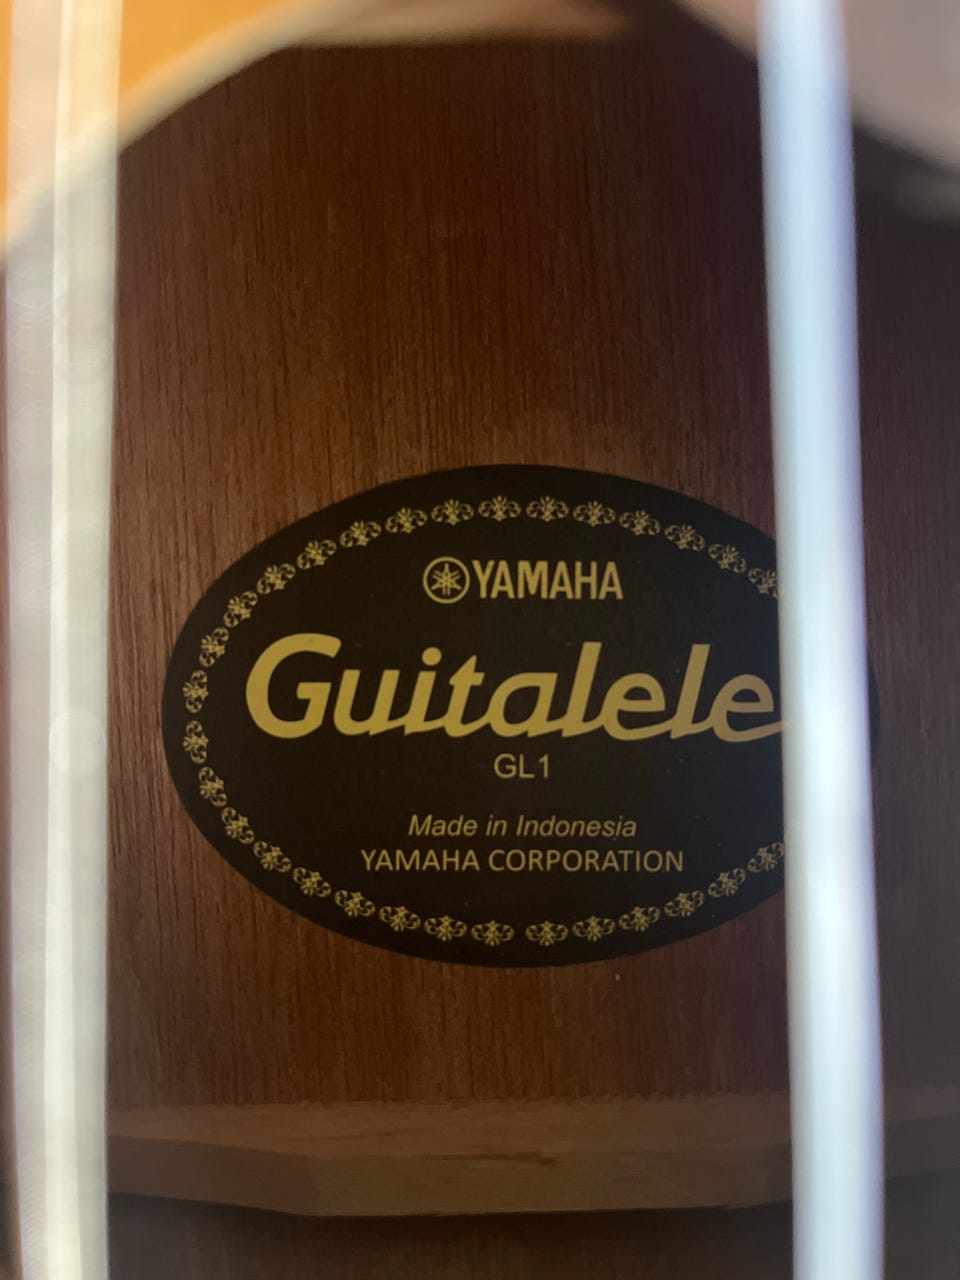 YAMAHA
Guitalele
GL1
Made in Indonesia
YAMAHA CORPORATION